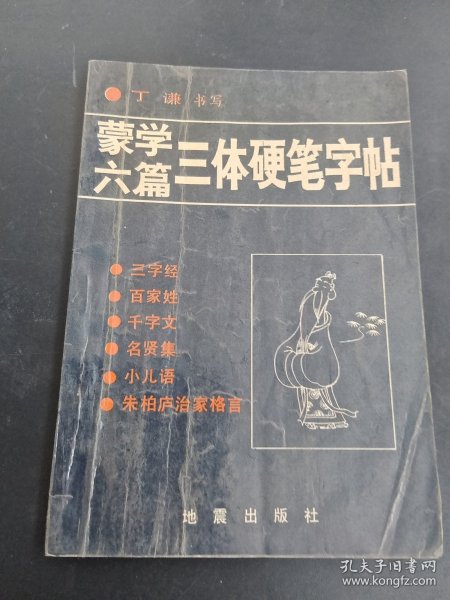 ● 丁谦 书写
蒙学六篇 三体硬笔字帖
● 三字经
● 百家姓
● 千字文
● 名贤集
● 小儿语
● 朱柏庐治家格言
地震出版社
孔夫子旧书网
www.kongfz.com